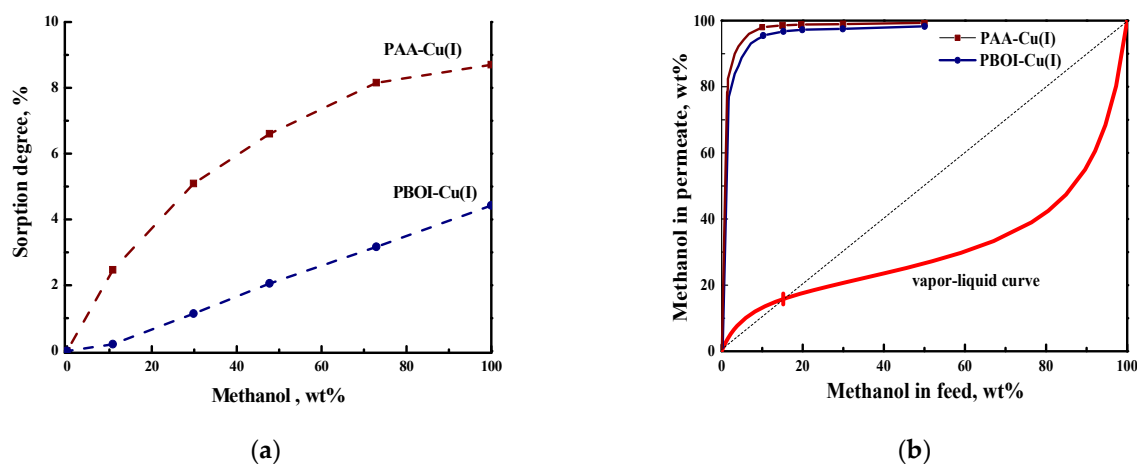 10
8
6
4
2
0
0 20 40 60 80 100
Sorption degree, %
Methanol , wt%
PAA-Cu(I)
PBOI-Cu(I)
(a)
100
80
60
40
20
0
0 20 40 60 80 100
Methanol in permeate, wt%
Methanol in feed, wt%
PAA-Cu(I)
PBOI-Cu(I)
vapor-liquid curve
(b)